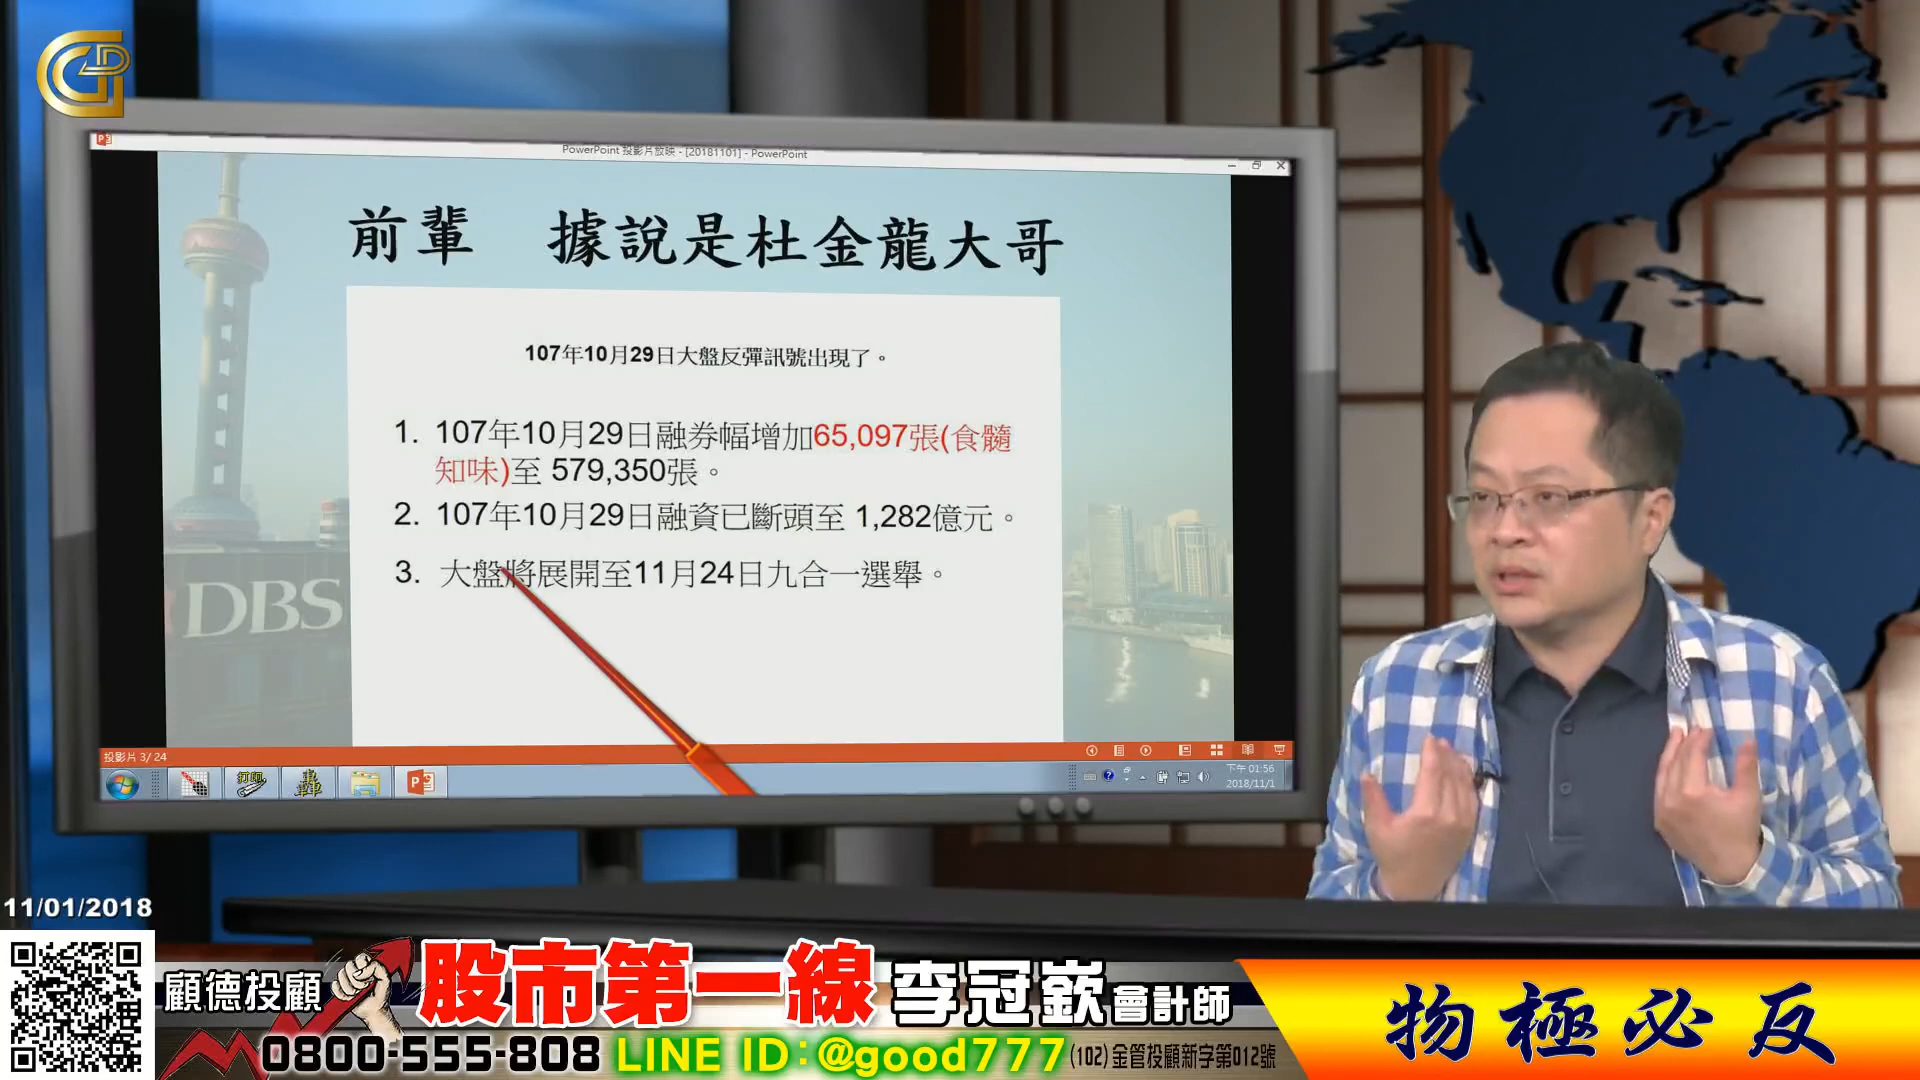 PowerPoint 投影片放映 - [20181101] - PowerPoint
前輩 據說是杜金龍大哥
107年10月29日大盤反彈訊號出現了。
1. 107年10月29日融券幅增加65,097張(食髓
知味)至 579,350張。
2. 107年10月29日融資已斷頭至 1,282億元。
3. 大盤將展開至11月24日九合一選舉。
DBS
投影片 3/24
下午 01:56
2018/11/1
11/01/2018
顧德投顧
股市第一線 李冠嶔會計師
0800-555-808 LINE ID:@good777 (102)金管投顧新字第012號
物極必反